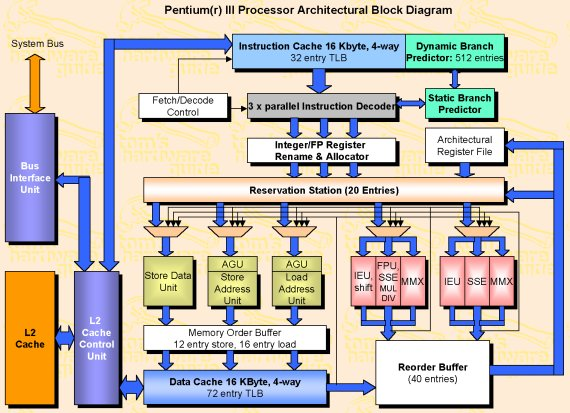 Pentium(r) III Processor Architectural Block Diagram
System Bus
Instruction Cache 16 Kbyte, 4-way
32 entry TLB
Dynamic Branch
Predictor: 512 entries
Fetch/Decode
Control
3 x parallel Instruction Decoder
Static Branch
Predictor
Bus
Interface
Unit
Integer/FP Register
Rename & Allocator
Architectural
Register File
Reservation Station (20 Entries)
Store Data
Unit
AGU
Store
Address
Unit
AGU
Load
Address
Unit
IEU,
shift
FPU,
SSE
MUL
DIV
MMX
IEU
SSE
MMX
L2
Cache
L2
Cache
Control
Unit
Memory Order Buffer
12 entry store, 16 entry load
Data Cache 16 KByte, 4-way
72 entry TLB
Reorder Buffer
(40 entries)